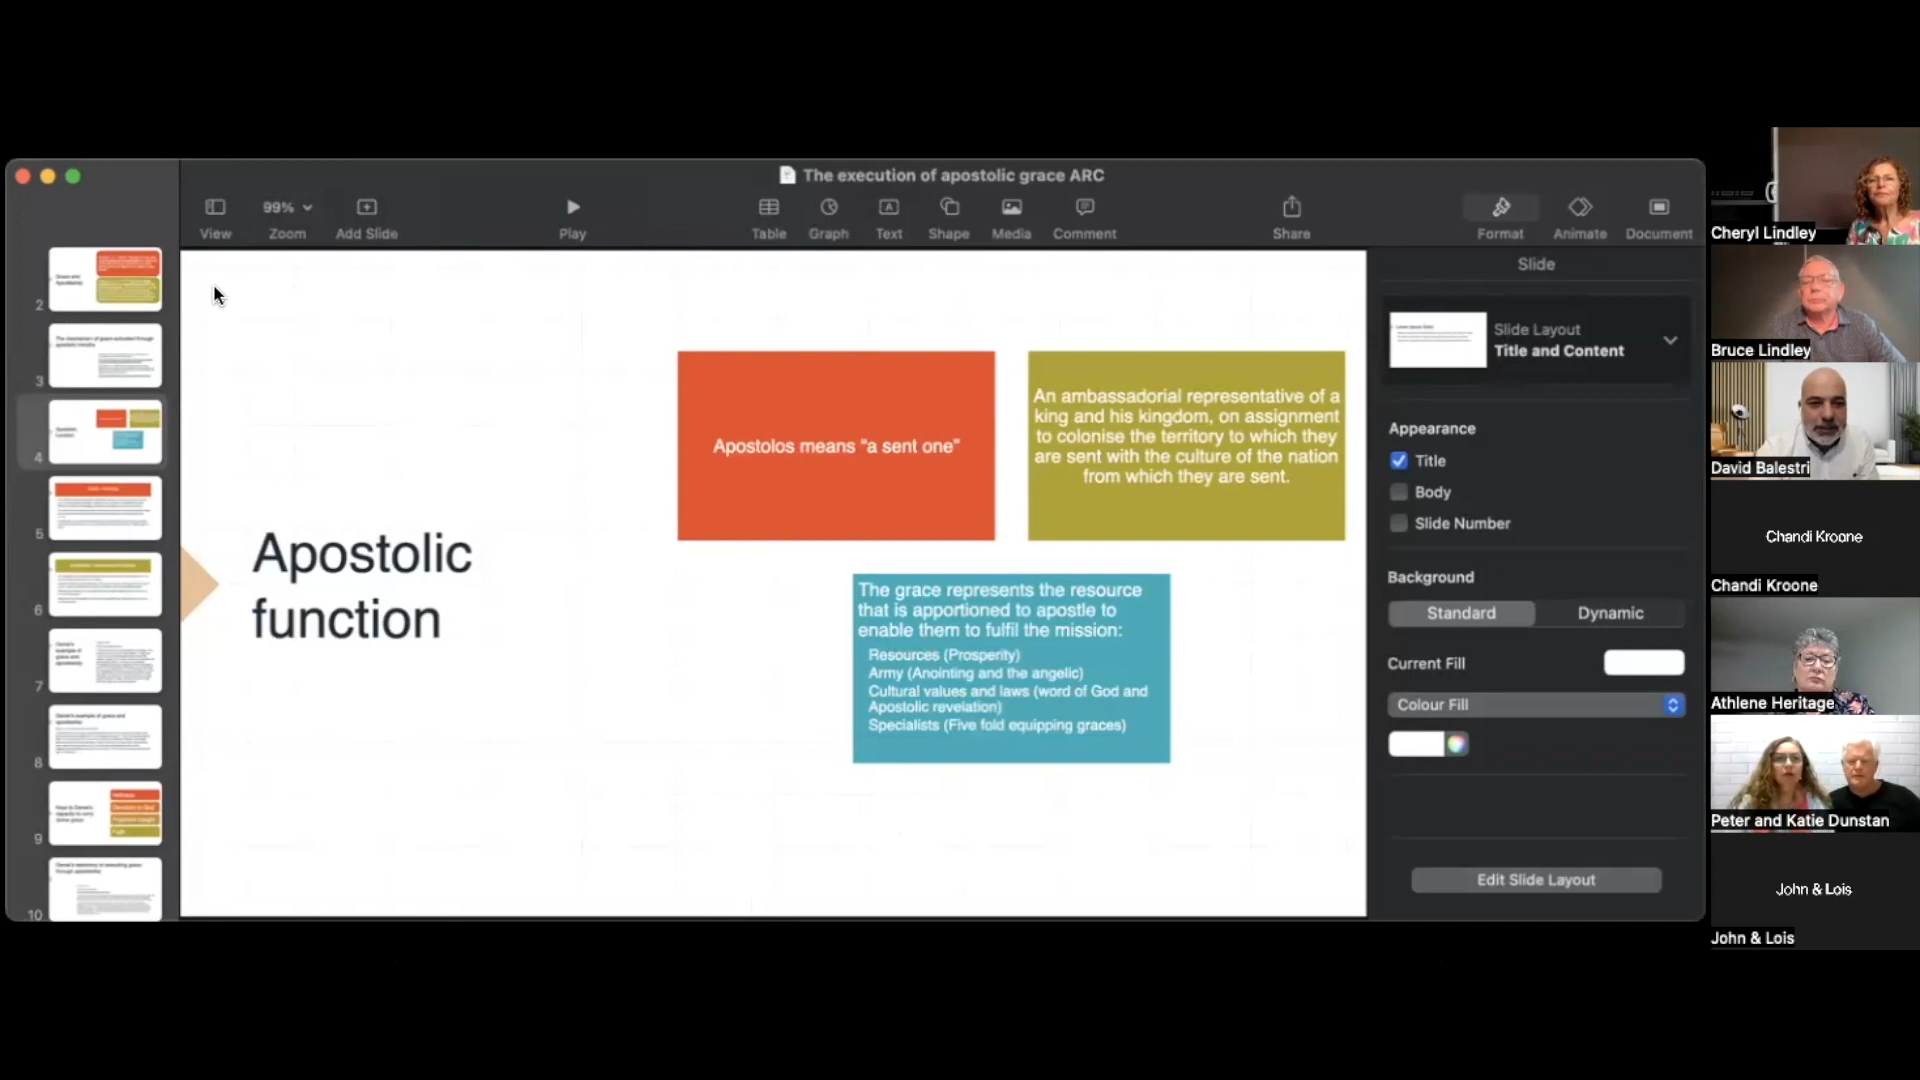 The execution of apostolic grace ARC
99%
View
Zoom
Add Slide
Play
Table
Graph
Text
Shape
Media
Comment
Share
Format
Animate
Document
2
3
4
5
6
7
8
9
10
Apostolic
function
Apostolos means “a sent one”
An ambassadorial representative of a
king and his kingdom, on assignment
to colonise the territory to which they
are sent with the culture of the nation
from which they are sent.
The grace represents the resource
that is apportioned to apostle to
enable them to fulfil the mission:
Resources (Prosperity)
Army (Anointing and the angelic)
Cultural values and laws (word of God and
Apostolic revelation)
Specialists (Five fold equipping graces)
Slide
Slide Layout
Title and Content
Appearance
Title
Body
Slide Number
Background
Standard
Dynamic
Current Fill
Colour Fill
Edit Slide Layout
Cheryl Lindley
Bruce Lindley
David Balestri
Chandi Kroone
Chandi Kroone
Athlene Heritage
Peter and Katie Dunstan
John & Lois
John & Lois